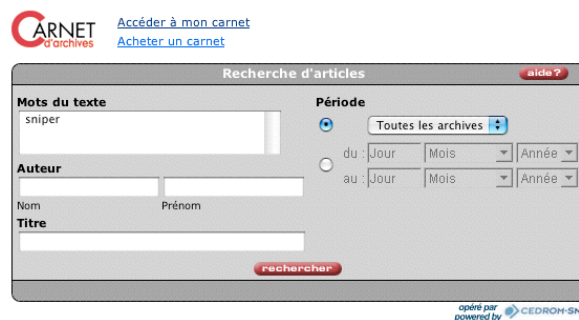 CARNET
d'archives
Accéder à mon carnet
Acheter un carnet
Recherche d'articles
aide?
Mots du texte
sniper
Période
Toutes les archives
du : Jour Mois Année
au : Jour Mois Année
Auteur
Nom Prénom
Titre
rechercher
opéré par
powered by CEDROM-SN